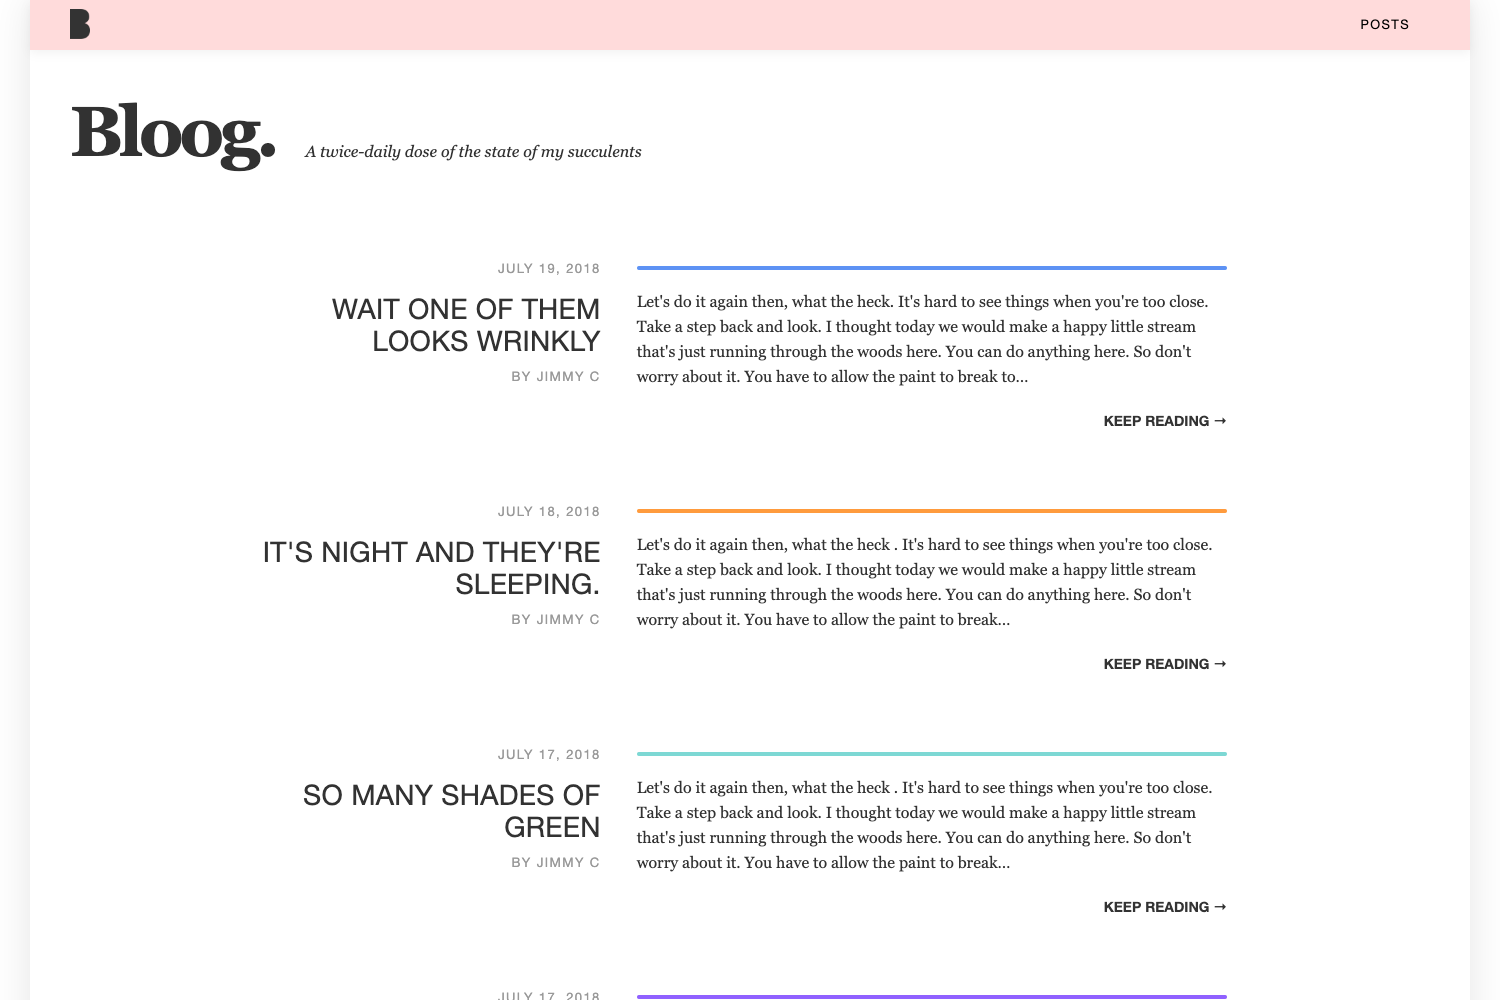 B
POSTS
Bloog.
A twice-daily dose of the state of my succulents
JULY 19, 2018
WAIT ONE OF THEM
LOOKS WRINKLY
BY JIMMY C
Let's do it again then, what the heck. It's hard to see things when you're too close.
Take a step back and look. I thought today we would make a happy little stream
that's just running through the woods here. You can do anything here. So don't
worry about it. You have to allow the paint to break to...
KEEP READING →
JULY 18, 2018
IT'S NIGHT AND THEY'RE
SLEEPING.
BY JIMMY C
Let's do it again then, what the heck . It's hard to see things when you're too close.
Take a step back and look. I thought today we would make a happy little stream
that's just running through the woods here. You can do anything here. So don't
worry about it. You have to allow the paint to break...
KEEP READING →
JULY 17, 2018
SO MANY SHADES OF
GREEN
BY JIMMY C
Let's do it again then, what the heck . It's hard to see things when you're too close.
Take a step back and look. I thought today we would make a happy little stream
that's just running through the woods here. You can do anything here. So don't
worry about it. You have to allow the paint to break...
KEEP READING →
JULY 17, 2018